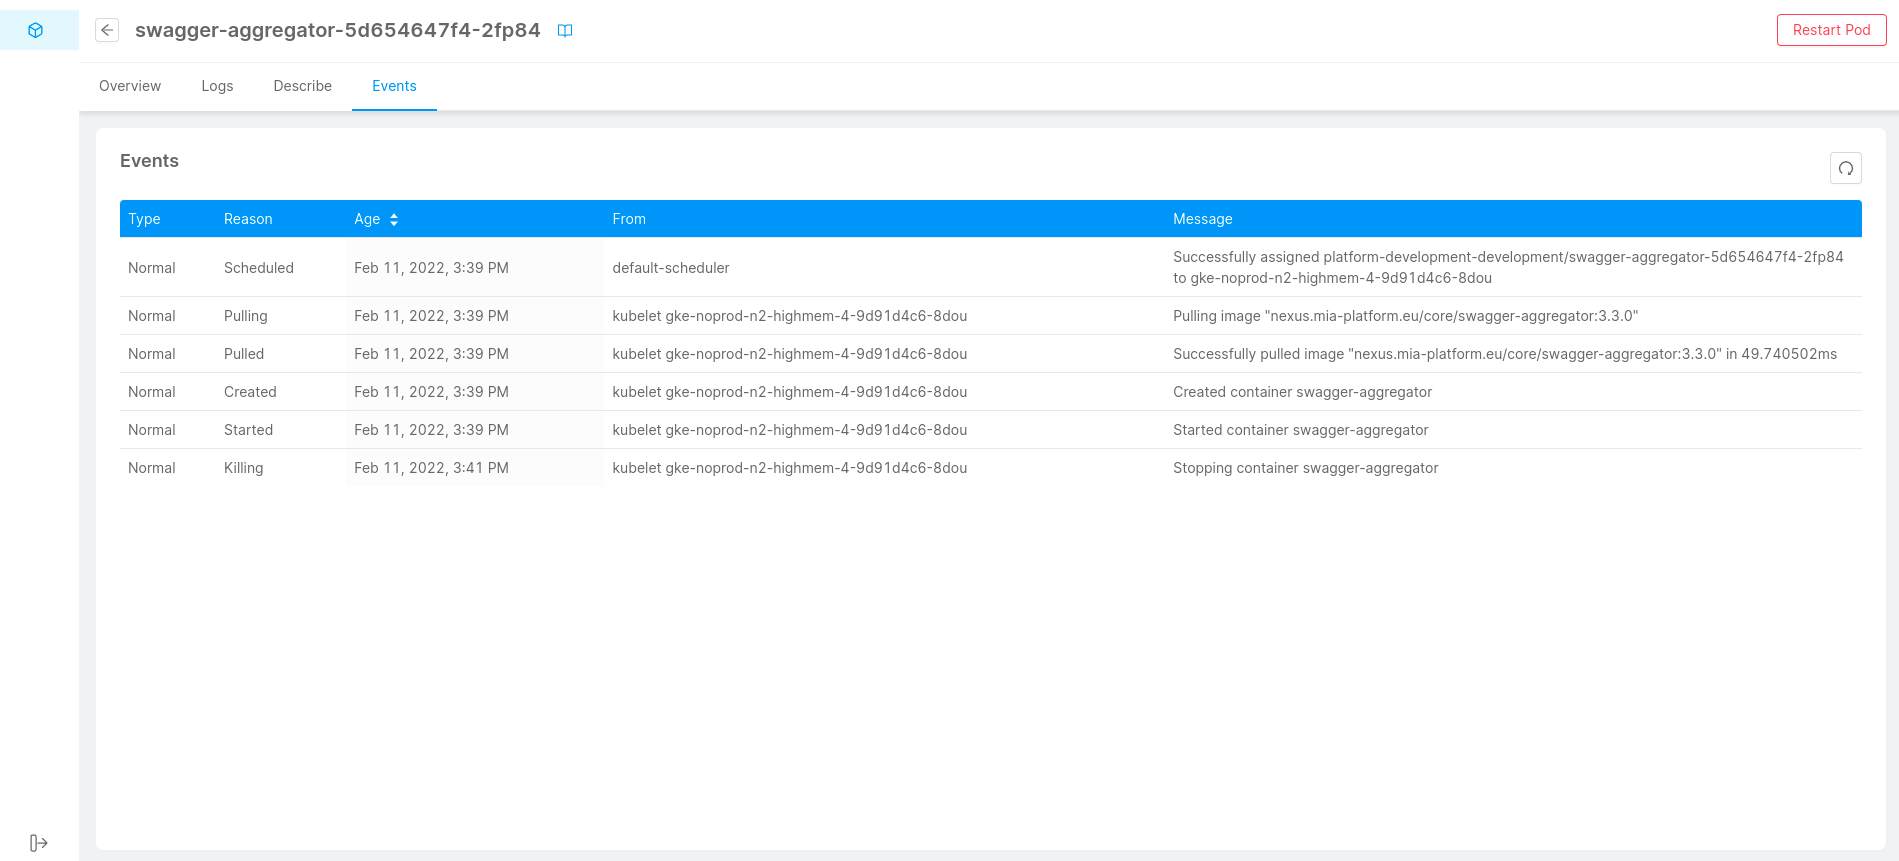 swagger-aggregator-5d654647f4-2fp84
Restart Pod
Overview Logs Describe Events
Events
Type Reason Age From Message
Normal Scheduled Feb 11, 2022, 3:39 PM default-scheduler Successfully assigned platform-development-development/swagger-aggregator-5d654647f4-2fp84
to gke-noprod-n2-highmem-4-9d91d4c6-8dou
Normal Pulling Feb 11, 2022, 3:39 PM kubelet gke-noprod-n2-highmem-4-9d91d4c6-8dou Pulling image "nexus.mia-platform.eu/core/swagger-aggregator:3.3.0"
Normal Pulled Feb 11, 2022, 3:39 PM kubelet gke-noprod-n2-highmem-4-9d91d4c6-8dou Successfully pulled image "nexus.mia-platform.eu/core/swagger-aggregator:3.3.0" in 49.740502ms
Normal Created Feb 11, 2022, 3:39 PM kubelet gke-noprod-n2-highmem-4-9d91d4c6-8dou Created container swagger-aggregator
Normal Started Feb 11, 2022, 3:39 PM kubelet gke-noprod-n2-highmem-4-9d91d4c6-8dou Started container swagger-aggregator
Normal Killing Feb 11, 2022, 3:41 PM kubelet gke-noprod-n2-highmem-4-9d91d4c6-8dou Stopping container swagger-aggregator